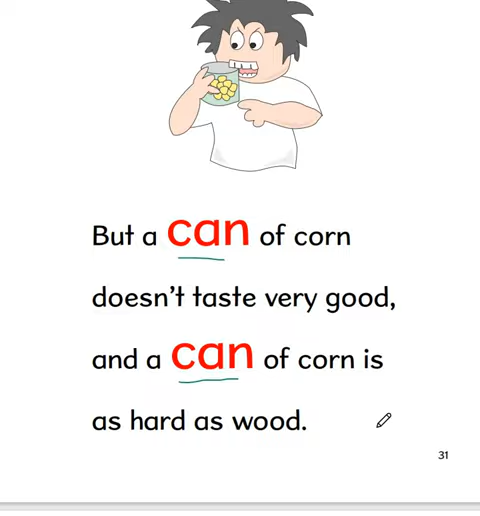 But a can of corn
doesn't taste very good,
and a can of corn is
as hard as wood.
31